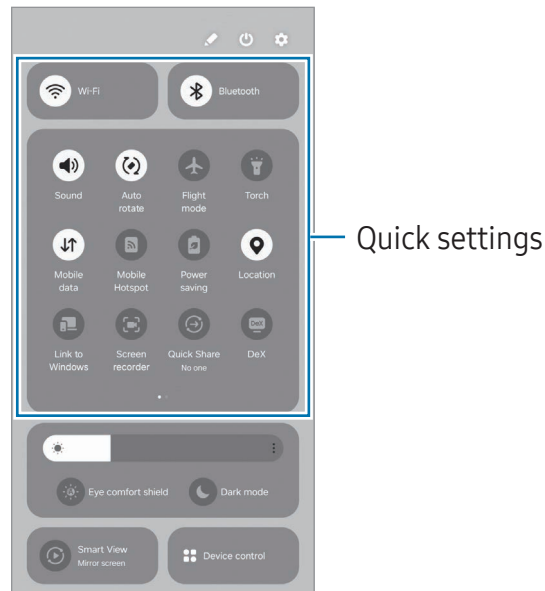 Wi-Fi
Bluetooth
Sound
Auto
rotate
Flight
mode
Torch
Mobile
data
Mobile
Hotspot
Power
saving
Location
Link to
Windows
Screen
recorder
Quick Share
No one
DeX
DeX
Eye comfort shield
Dark mode
Smart View
Mirror screen
Device control
Quick settings